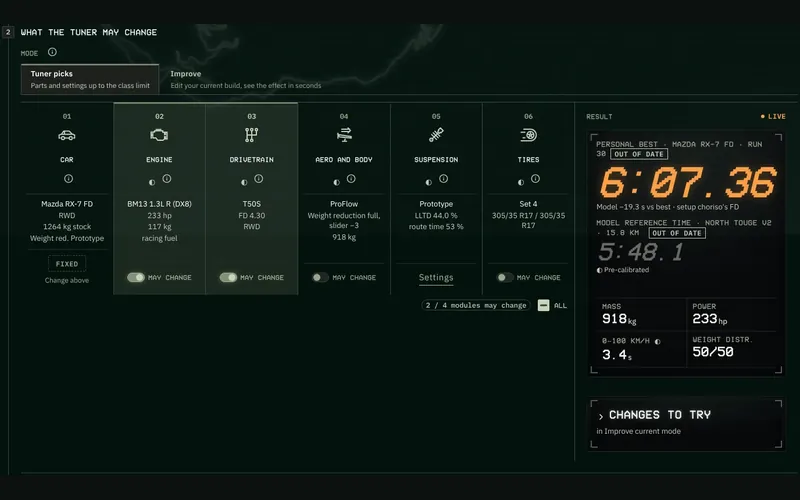 2 WHAT THE TUNER MAY CHANGE
MODE
Tuner picks
Parts and settings up to the class limit
Improve
Edit your current build, see the effect in seconds
01
CAR
Mazda RX-7 FD
RWD
1264 kg stock
Weight red. Prototype
FIXED
Change above
02
ENGINE
BM13 1.3L R (DX8)
233 hp
117 kg
racing fuel
MAY CHANGE
03
DRIVETRAIN
T50S
FD 4.30
RWD
MAY CHANGE
04
AERO AND BODY
ProFlow
Weight reduction full,
slider −3
918 kg
MAY CHANGE
05
SUSPENSION
Prototype
LLTD 44.0 %
route time 53 %
Settings
06
TIRES
Set 4
305/35 R17 / 305/35
R17
MAY CHANGE
2 / 4 modules may change
ALL
RESULT
LIVE
PERSONAL BEST · MAZDA RX-7 FD · RUN
30 OUT OF DATE
6:07.36
Model −19.3 s vs best · setup choriso's FD
MODEL REFERENCE TIME · NORTH TOUGE V2
· 15.8 KM OUT OF DATE
5:48.1
Pre-calibrated
MASS
918 kg
POWER
233 hp
0-100 KM/H
3.4 s
WEIGHT DISTR.
50/50
› CHANGES TO TRY
in Improve current mode